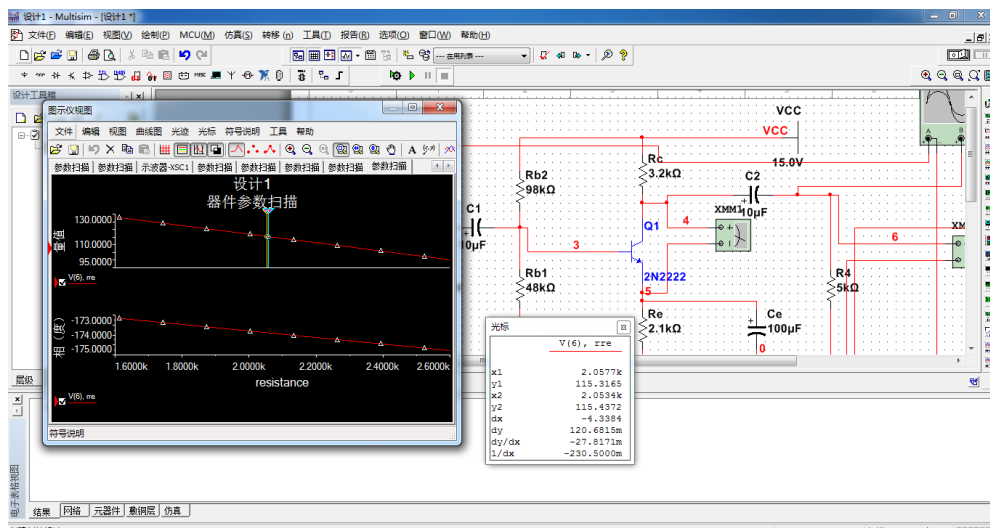 设计1 - Multisim - [设计1 *]
文件(F) 编辑(E) 视图(V) 绘制(P) MCU(M) 仿真(S) 转移(n) 工具(T) 报告(R) 选项(O) 窗口(W) 帮助(H)
--- 在用列表 ---
设计工具箱
层级
图示仪视图
文件 编辑 视图 曲线图 光迹 光标 符号说明 工具 帮助
参数扫描 参数扫描 示波器-XSC1 参数扫描 参数扫描 参数扫描 参数扫描 参数扫描
设计1
器件参数扫描
量值
130.0000
110.0000
95.0000
V(6), rre
相（度）
-173.0000
-174.0000
-175.0000
1.6000k 1.8000k 2.0000k 2.2000k 2.4000k 2.6000k
resistance
V(6), rre
符号说明
VCC
VCC
15.0V
Rb2
98kΩ
Rc
3.2kΩ
C2
10µF
XMM1
C1
10µF
3
4
Q1
2N2222
5
6
Rb1
48kΩ
R4
5kΩ
Re
2.1kΩ
Ce
100µF
0
A
B
光标
V(6), rre
x1 2.0577k
y1 115.3165
x2 2.0534k
y2 115.4372
dx -4.3384
dy 120.6815m
dy/dx -27.8171m
1/dx -230.5000m
电子表格视图
结果 网络 元器件 敷铜层 仿真